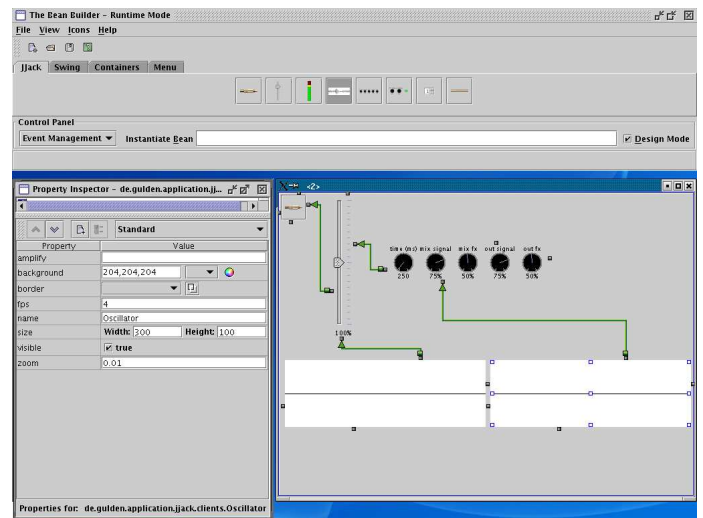 The Bean Builder - Runtime Mode
File View Icons Help
JJack Swing Containers Menu
Control Panel
Event Management Instantiate Bean Design Mode
Property Inspector - de.gulden.application.jj...
<2>
Standard
Property Value
amplify
background 204,204,204
border
fps 4
name Oscillator
size Width: 300 Height: 100
visible true
zoom 0.01
time (ms) mix signal mix fx out signal out fx
250 75% 50% 75% 50%
100%
Properties for: de.gulden.application.jjack.clients.Oscillator